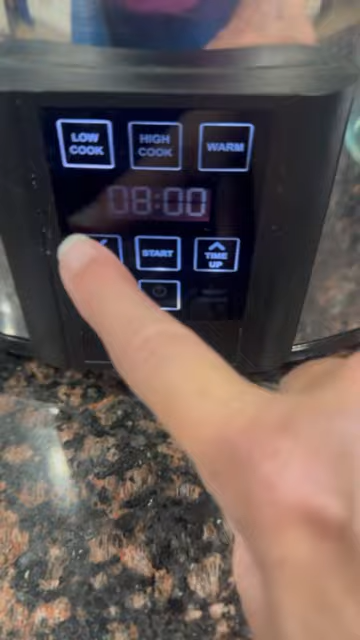 LOW
COOK
HIGH
COOK
WARM
08:00
START
TIME
UP